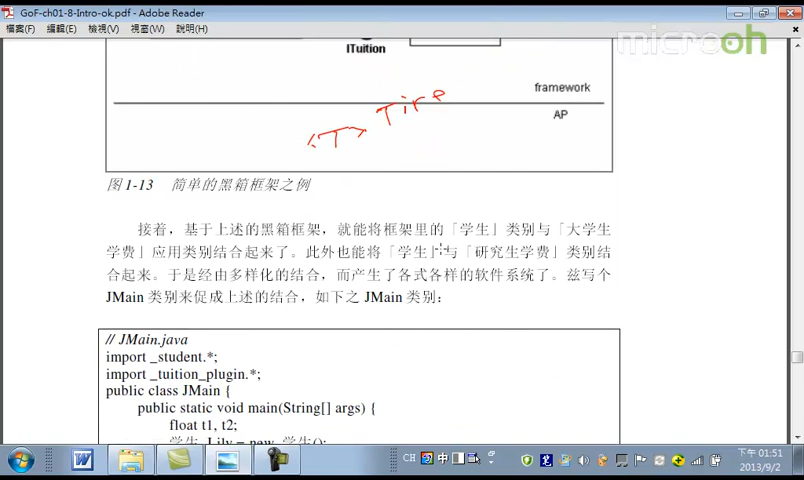 GoF-ch01-8-Intro-ok.pdf - Adobe Reader
檔案(F) 編輯(E) 檢視(V) 視窗(W) 說明(H)
microoh
ITuition
framework
AP
<T> Tire
图 1-13 简单的黑箱框架之例
接着，基于上述的黑箱框架，就能将框架里的「学生」类别与「大学生
学费」应用类别结合起来了。此外也能将「学生」与「研究生学费」类别结
合起来。于是经由多样化的结合，而产生了各式各样的软件系统了。兹写个
JMain 类别来促成上述的结合，如下之 JMain 类别：
// JMain.java
import _student.*;
import _tuition_plugin.*;
public class JMain {
public static void main(String[] args) {
float t1, t2;
学生 Lily = new 学生();
CH 中
下午 01:51
2013/9/2